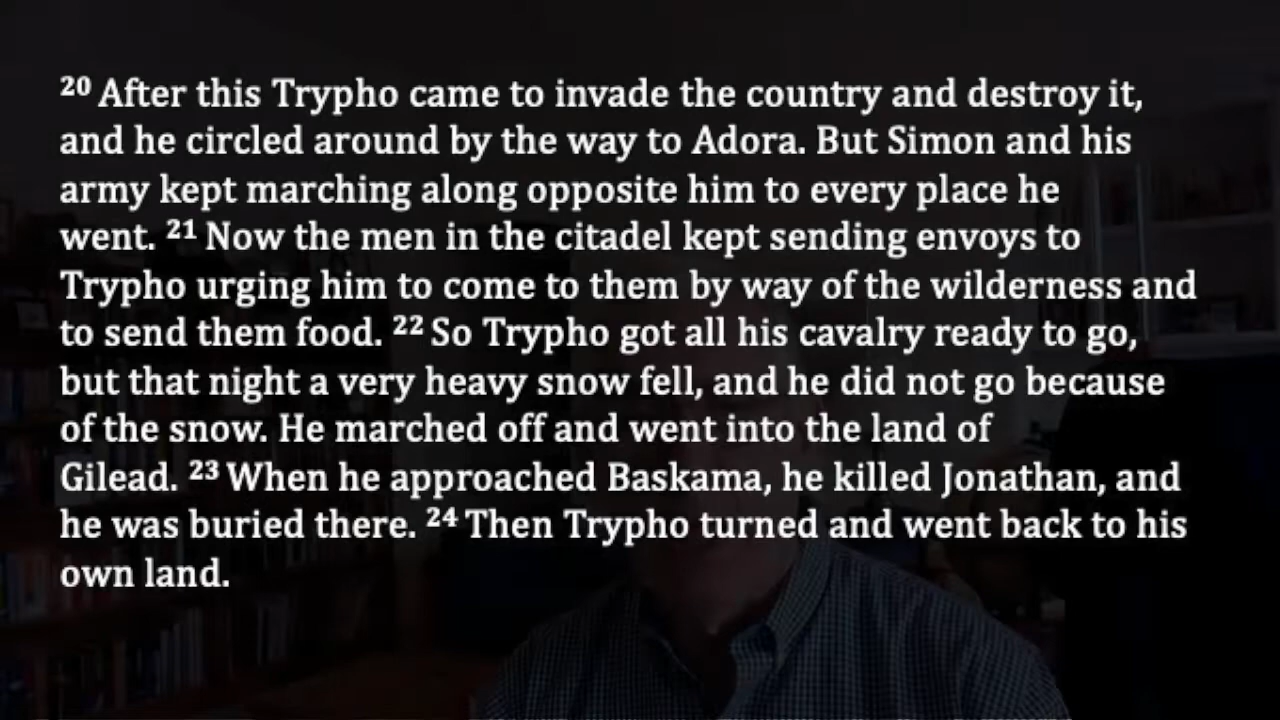 20 After this Trypho came to invade the country and destroy it,
and he circled around by the way to Adora. But Simon and his
army kept marching along opposite him to every place he
went. 21 Now the men in the citadel kept sending envoys to
Trypho urging him to come to them by way of the wilderness and
to send them food. 22 So Trypho got all his cavalry ready to go,
but that night a very heavy snow fell, and he did not go because
of the snow. He marched off and went into the land of
Gilead. 23 When he approached Baskama, he killed Jonathan, and
he was buried there. 24 Then Trypho turned and went back to his
own land.